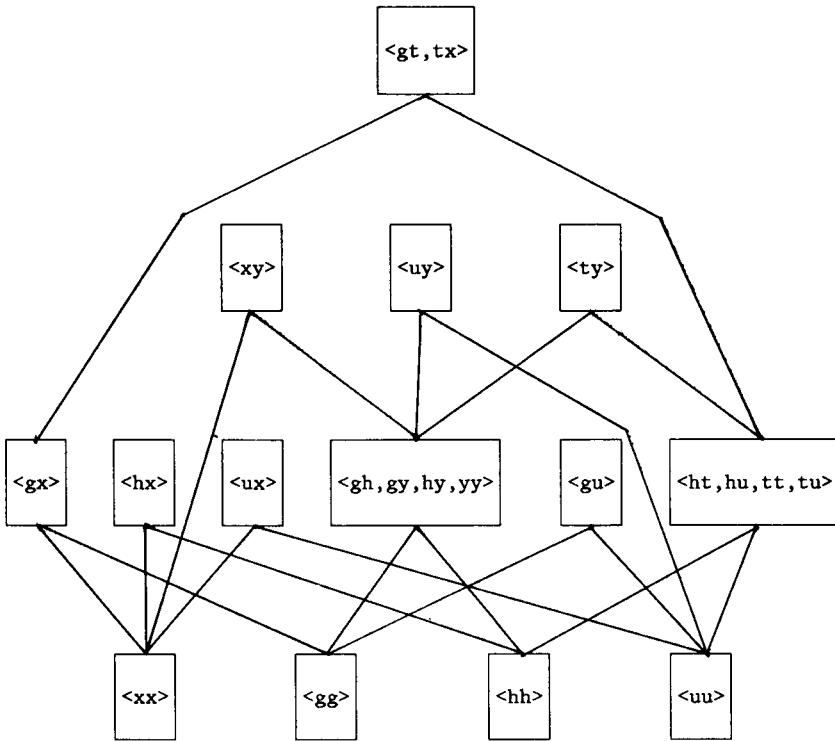 <gt,tx>
<xy> <uy> <ty>
<gx> <hx> <ux> <gh,gy,hy,yy> <gu> <ht,hu,tt,tu>
<xx> <gg> <hh> <uu>